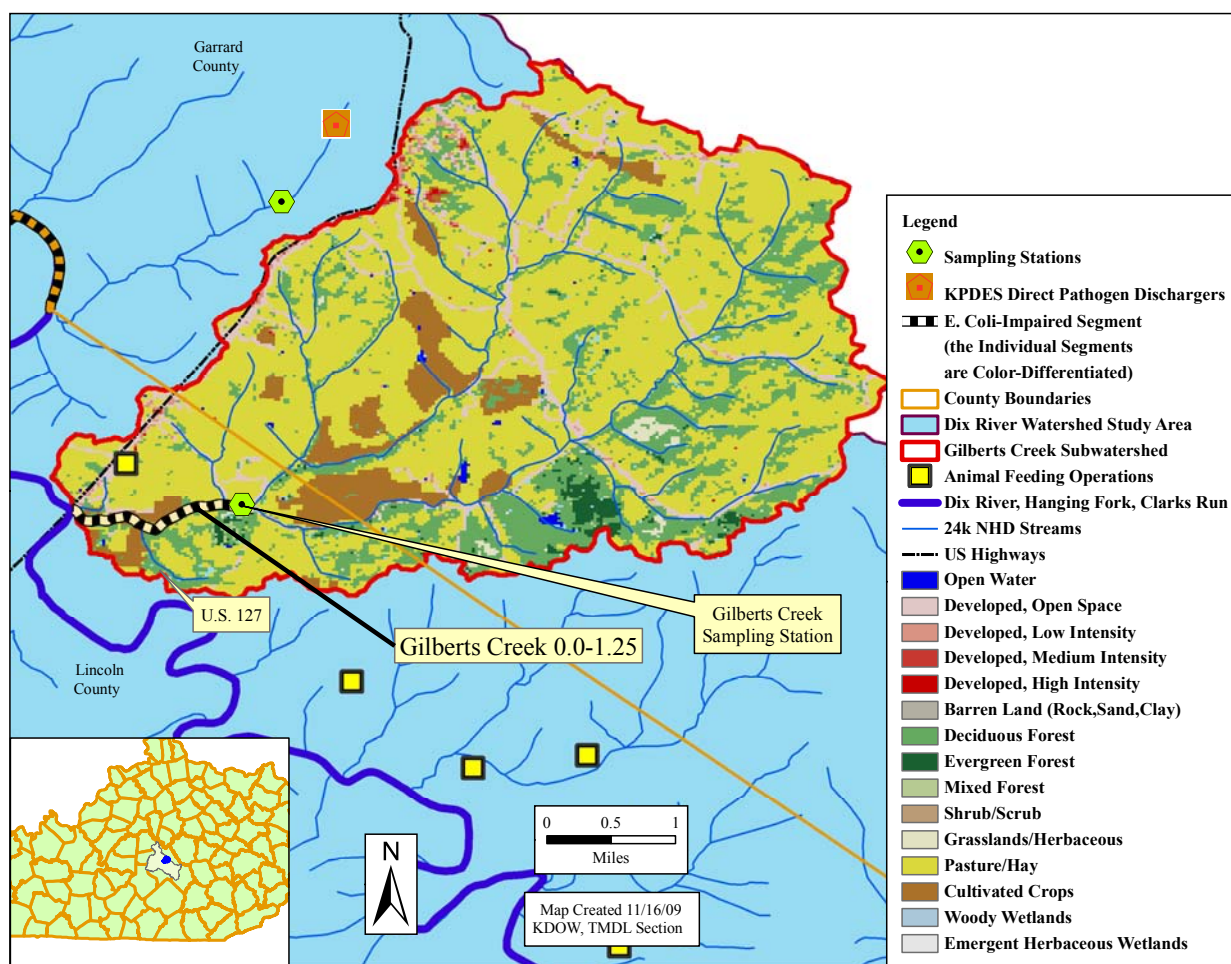 Garrard
County
U.S. 127
Gilberts Creek 0.0-1.25
Gilberts Creek
Sampling Station
Lincoln
County
N
0 0.5 1
Miles
Map Created 11/16/09
KDOW, TMDL Section
Legend
Sampling Stations
KPDES Direct Pathogen Dischargers
E. Coli-Impaired Segment
(the Individual Segments
are Color-Differentiated)
County Boundaries
Dix River Watershed Study Area
Gilberts Creek Subwatershed
Animal Feeding Operations
Dix River, Hanging Fork, Clarks Run
24k NHD Streams
US Highways
Open Water
Developed, Open Space
Developed, Low Intensity
Developed, Medium Intensity
Developed, High Intensity
Barren Land (Rock,Sand,Clay)
Deciduous Forest
Evergreen Forest
Mixed Forest
Shrub/Scrub
Grasslands/Herbaceous
Pasture/Hay
Cultivated Crops
Woody Wetlands
Emergent Herbaceous Wetlands